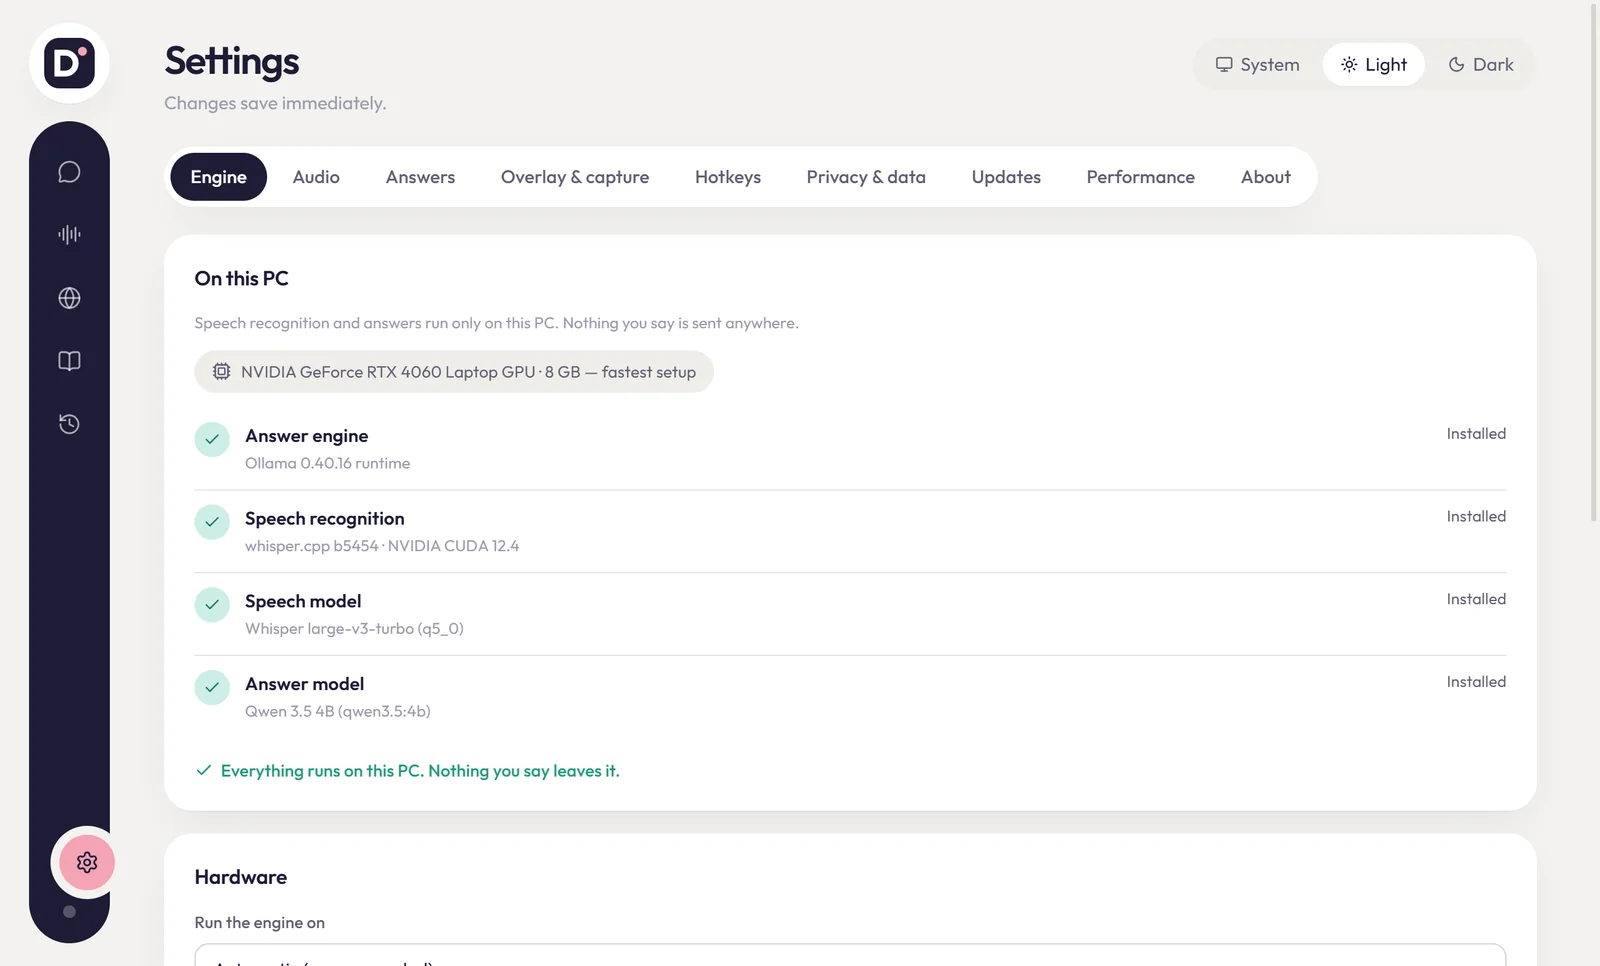 D
Settings
Changes save immediately.
System
Light
Dark
Engine
Audio
Answers
Overlay & capture
Hotkeys
Privacy & data
Updates
Performance
About
On this PC
Speech recognition and answers run only on this PC. Nothing you say is sent anywhere.
NVIDIA GeForce RTX 4060 Laptop GPU · 8 GB — fastest setup
Answer engine
Installed
Ollama 0.40.16 runtime
Speech recognition
Installed
whisper.cpp b5454 · NVIDIA CUDA 12.4
Speech model
Installed
Whisper large-v3-turbo (q5_0)
Answer model
Installed
Qwen 3.5 4B (qwen3.5:4b)
Everything runs on this PC. Nothing you say leaves it.
Hardware
Run the engine on